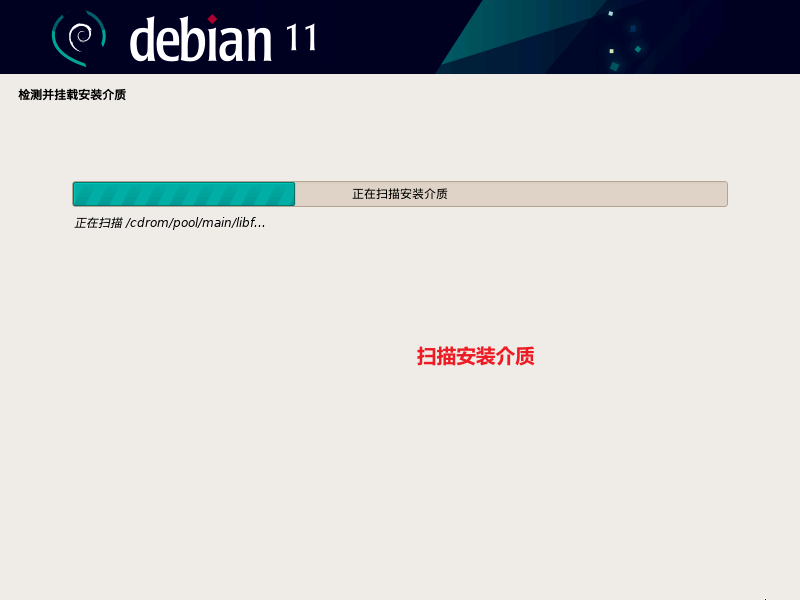 debian 11
检测并挂载安装介质
正在扫描安装介质
正在扫描 /cdrom/pool/main/libf...
扫描安装介质